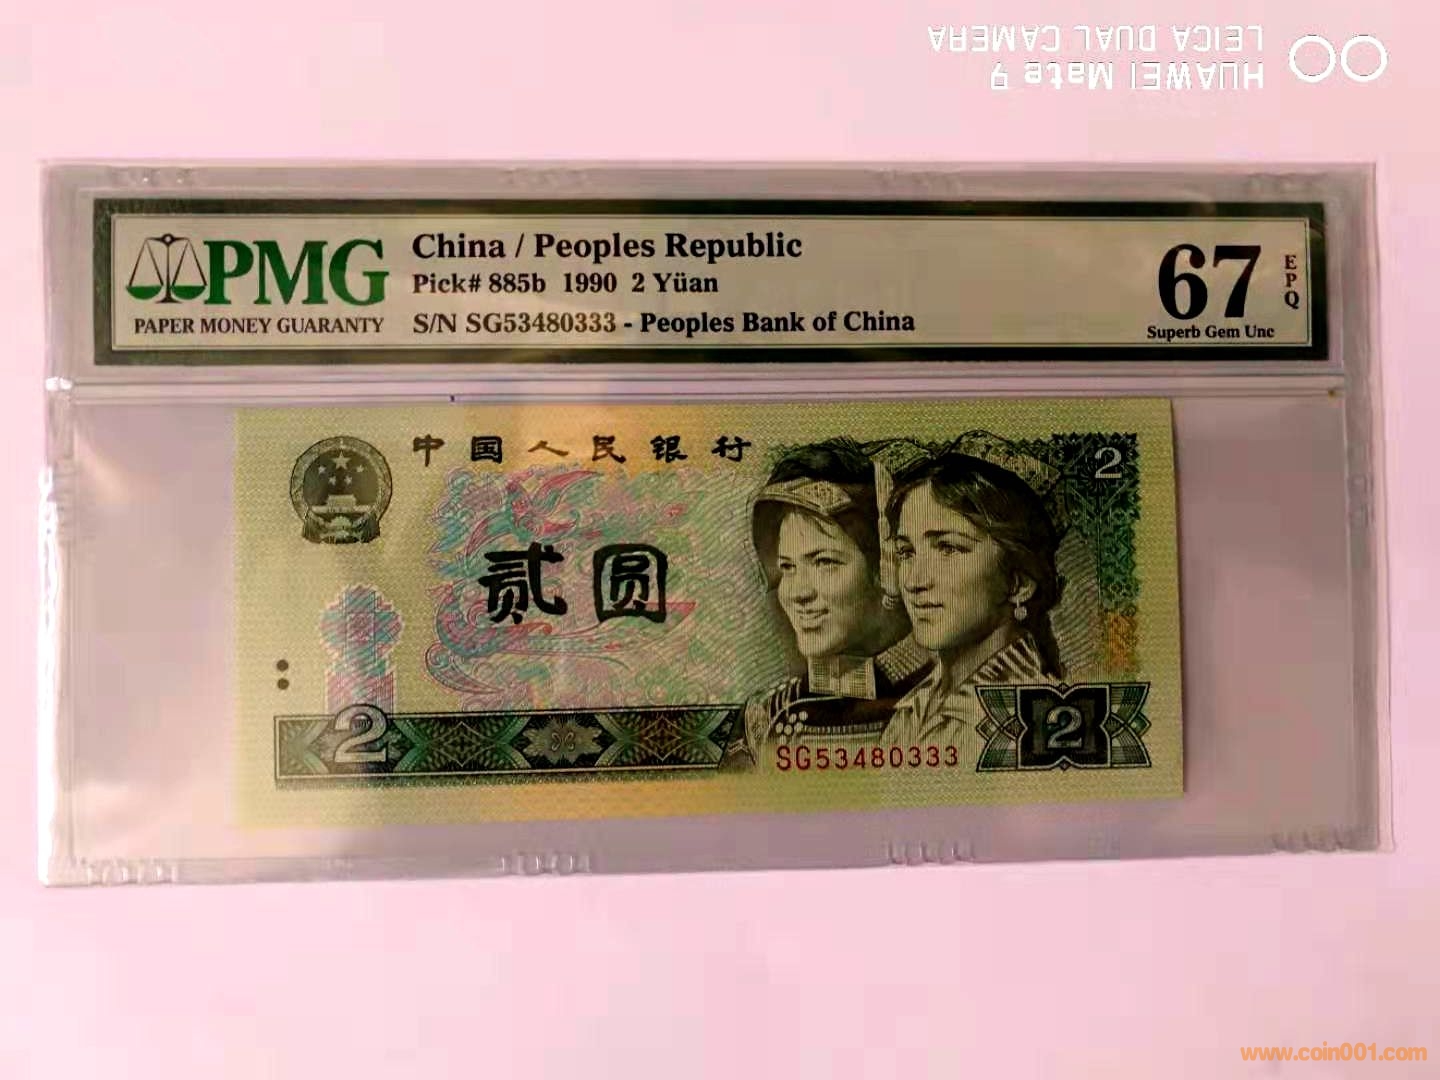 LEICA DUAL CAMERA
HUAWEI Mate 9
PMG
PAPER MONEY GUARANTY
China / Peoples Republic
Pick# 885b 1990 2 Yüan
S/N SG53480333 - Peoples Bank of China
67
EPQ
Superb Gem Unc
中国人民银行
2
贰圆
2
2
SG53480333
www.coin001.com